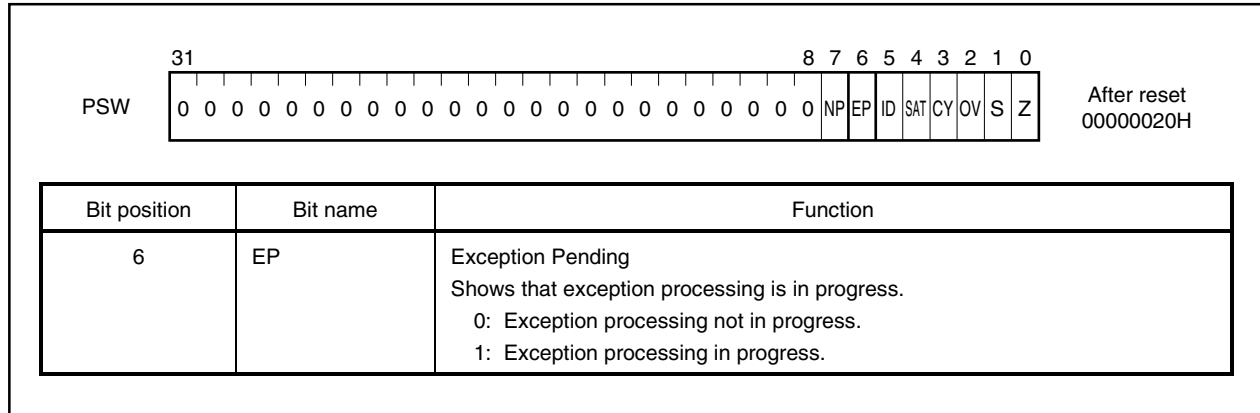 31 8 7 6 5 4 3 2 1 0
PSW 0 0 0 0 0 0 0 0 0 0 0 0 0 0 0 0 0 0 0 0 0 0 0 0 NP EP ID SAT CY OV S Z After reset
00000020H
Bit position Bit name Function
6 EP Exception Pending
Shows that exception processing is in progress.
0: Exception processing not in progress.
1: Exception processing in progress.